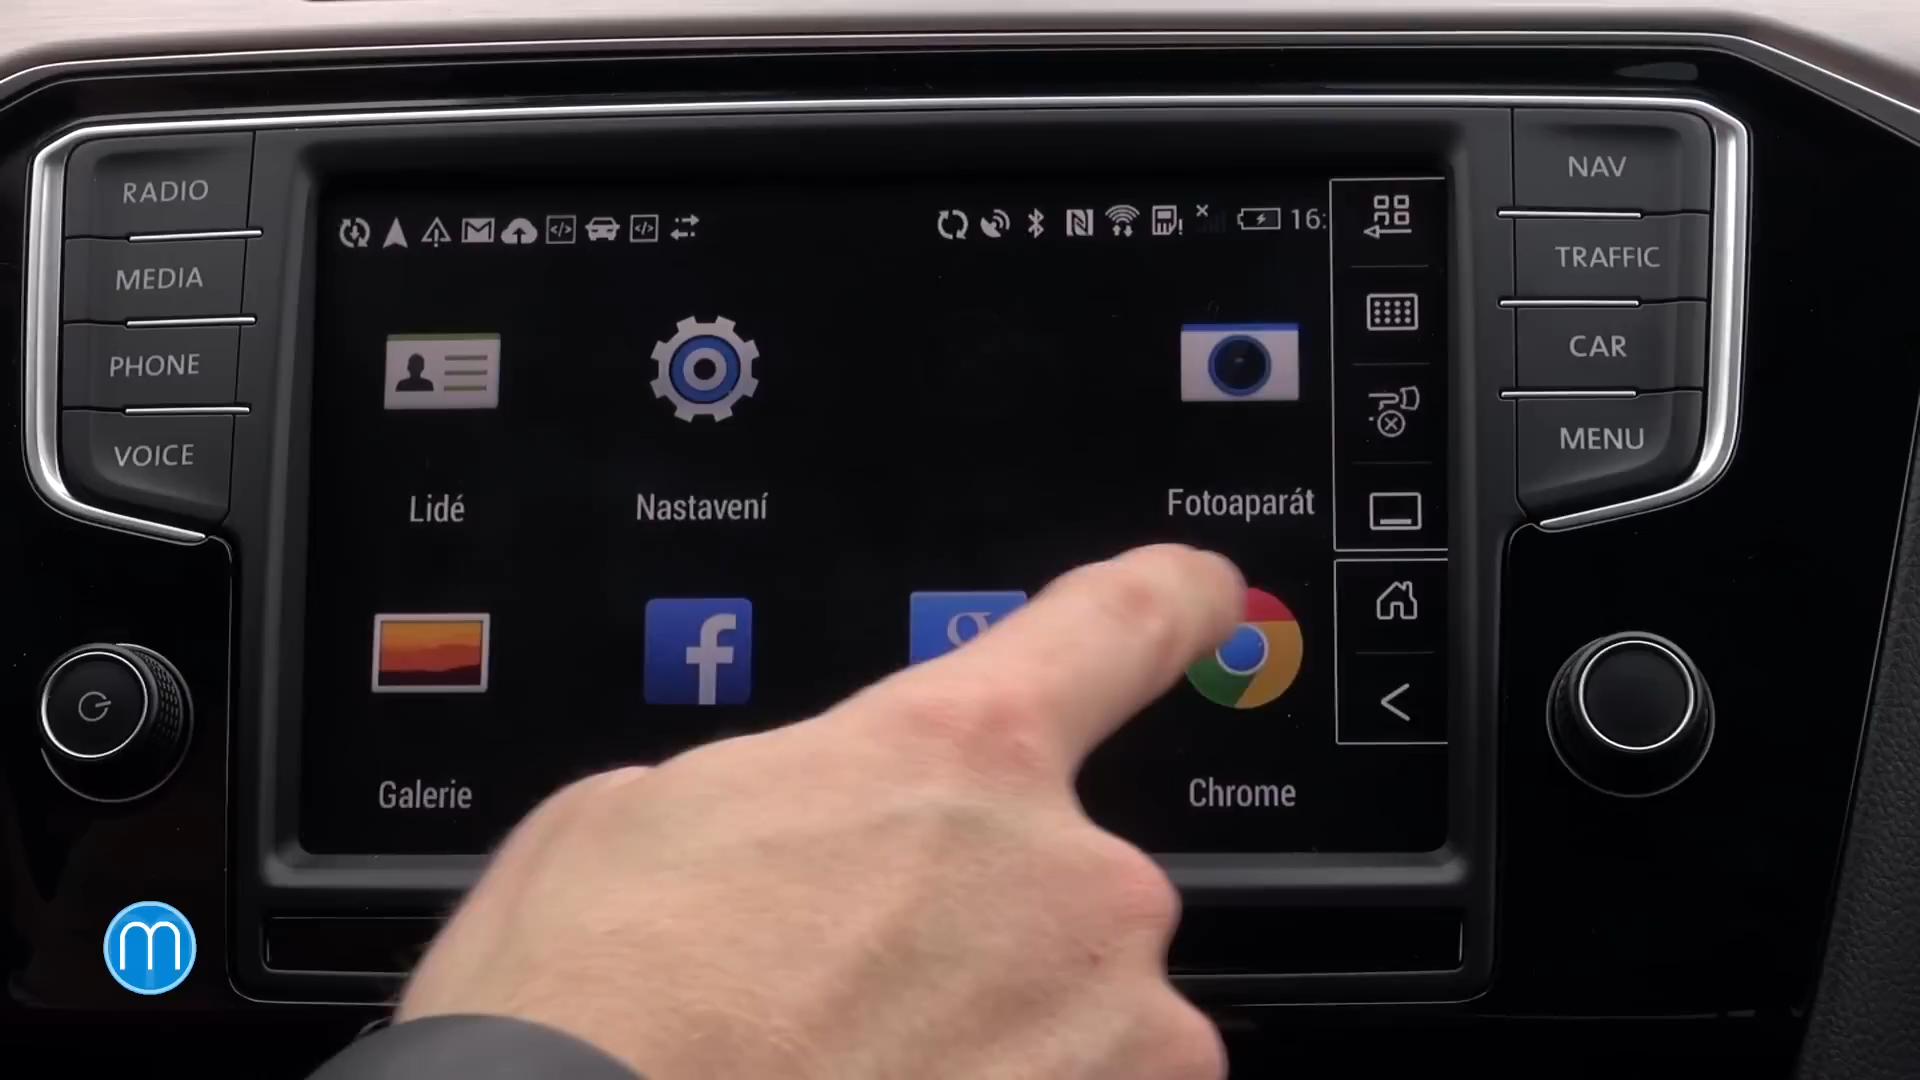 RADIO
MEDIA
PHONE
VOICE
16:
Lidé
Nastavení
Fotoaparát
f
g
Galerie
Chrome
NAV
TRAFFIC
CAR
MENU
m